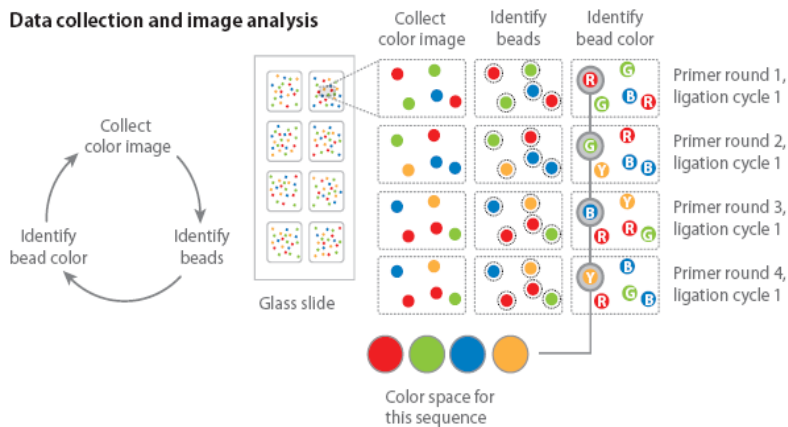 Data collection and image analysis
Collect
color image
Identify
beads
Identify
bead color
Collect
color image
Identify
beads
Identify
bead color
Glass slide
R
G
G
B
R
Primer round 1,
ligation cycle 1
G
R
Y
B
B
Primer round 2,
ligation cycle 1
B
Y
R
R
G
Primer round 3,
ligation cycle 1
Y
B
R
G
B
Primer round 4,
ligation cycle 1
Color space for
this sequence